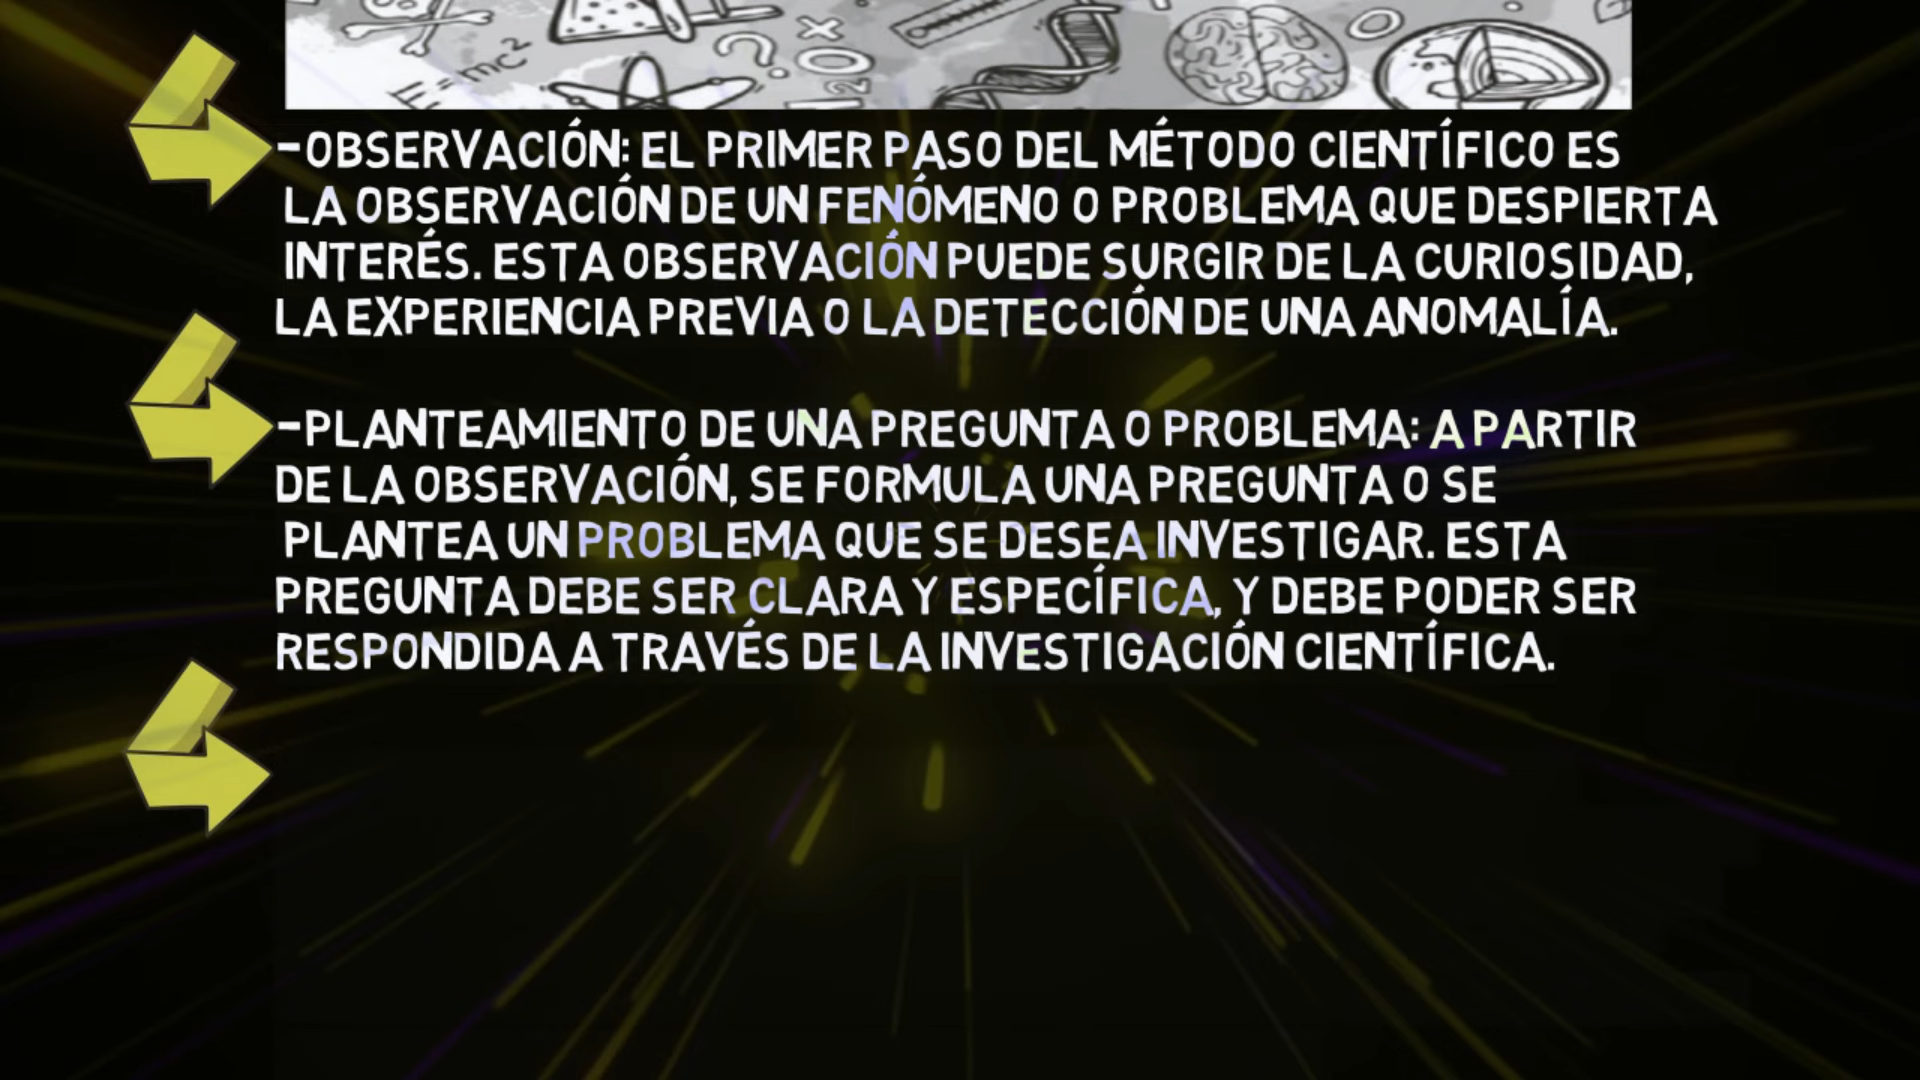 E=mc²
-OBSERVACIÓN: EL PRIMER PASO DEL MÉTODO CIENTÍFICO ES
LA OBSERVACIÓN DE UN FENÓMENO O PROBLEMA QUE DESPIERTA
INTERÉS. ESTA OBSERVACIÓN PUEDE SURGIR DE LA CURIOSIDAD,
LA EXPERIENCIA PREVIA O LA DETECCIÓN DE UNA ANOMALÍA.
-PLANTEAMIENTO DE UNA PREGUNTA O PROBLEMA: A PARTIR
DE LA OBSERVACIÓN, SE FORMULA UNA PREGUNTA O SE
PLANTEA UN PROBLEMA QUE SE DESEA INVESTIGAR. ESTA
PREGUNTA DEBE SER CLARA Y ESPECÍFICA, Y DEBE PODER SER
RESPONDIDA A TRAVÉS DE LA INVESTIGACIÓN CIENTÍFICA.